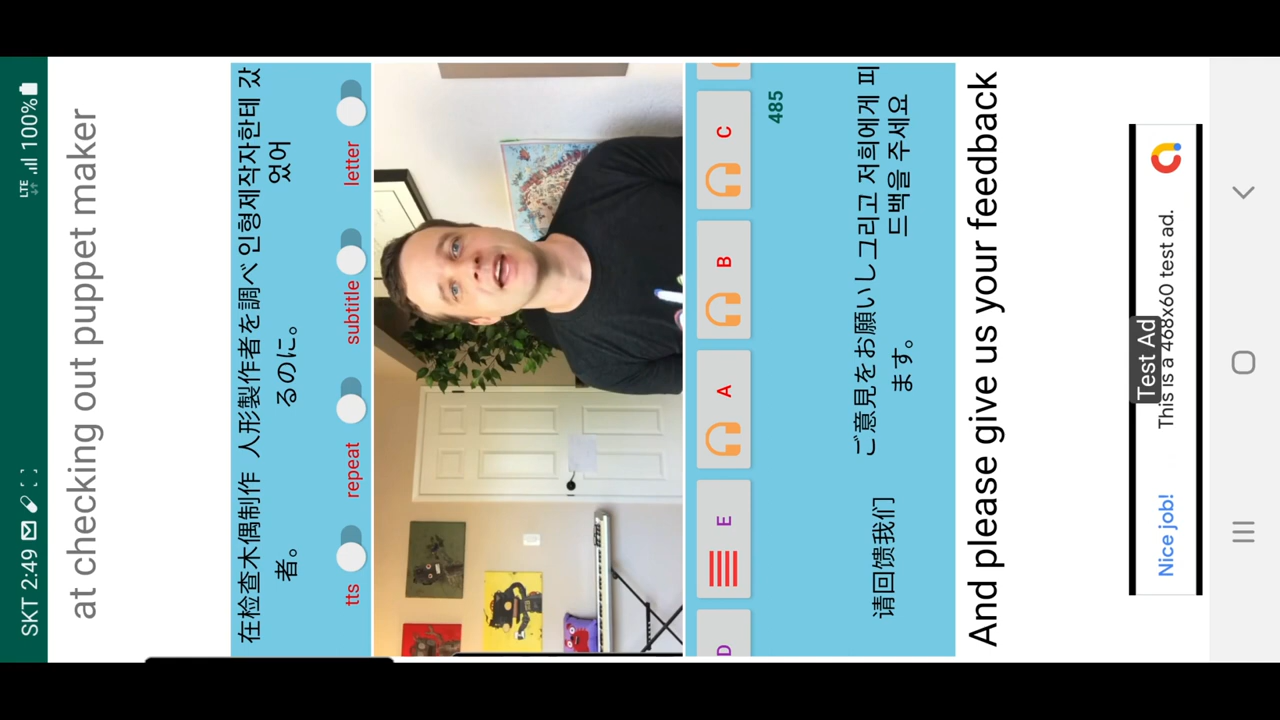 SKT 2:49
LTE 100%
at checking out puppet maker
在检查木偶制作
者。
人形製作者を調べ
るのに。
인형제작자한테 갔
었어
tts
repeat
subtitle
letter
D
E
A
B
C
485
请回馈我们
ご意見をお願いし
ます。
그리고 저희에게 피
드백을 주세요
And please give us your feedback
Test Ad
Nice job!
This is a 468x60 test ad.